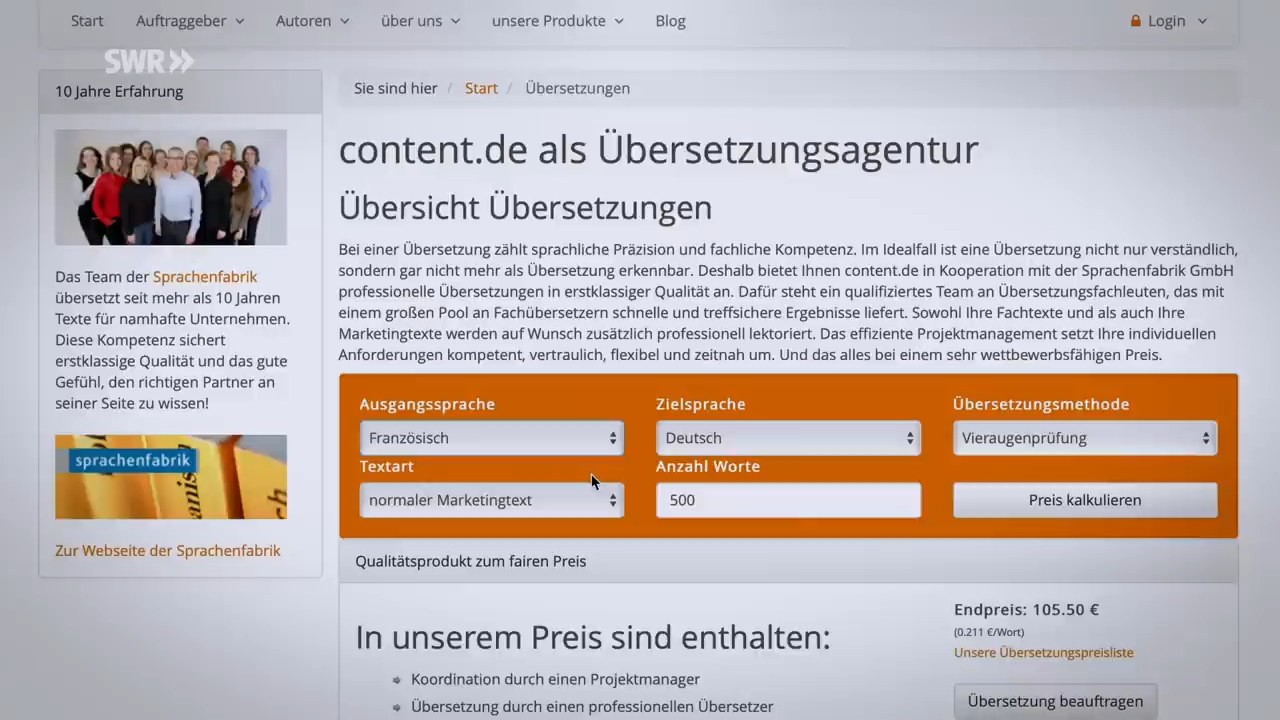 Start Auftraggeber Autoren über uns unsere Produkte Blog Login
SWR
10 Jahre Erfahrung
Das Team der Sprachenfabrik
übersetzt seit mehr als 10 Jahren
Texte für namhafte Unternehmen.
Diese Kompetenz sichert
erstklassige Qualität und das gute
Gefühl, den richtigen Partner an
seiner Seite zu wissen!
sprachenfabrik
Zur Webseite der Sprachenfabrik
Sie sind hier / Start / Übersetzungen
content.de als Übersetzungsagentur
Übersicht Übersetzungen
Bei einer Übersetzung zählt sprachliche Präzision und fachliche Kompetenz. Im Idealfall ist eine Übersetzung nicht nur verständlich,
sondern gar nicht mehr als Übersetzung erkennbar. Deshalb bietet Ihnen content.de in Kooperation mit der Sprachenfabrik GmbH
professionelle Übersetzungen in erstklassiger Qualität an. Dafür steht ein qualifiziertes Team an Übersetzungsfachleuten, das mit
einem großen Pool an Fachübersetzern schnelle und treffsichere Ergebnisse liefert. Sowohl Ihre Fachtexte und als auch Ihre
Marketingtexte werden auf Wunsch zusätzlich professionell lektoriert. Das effiziente Projektmanagement setzt Ihre individuellen
Anforderungen kompetent, vertraulich, flexibel und zeitnah um. Und das alles bei einem sehr wettbewerbsfähigen Preis.
Ausgangssprache Zielsprache Übersetzungsmethode
Französisch Deutsch Vieraugenprüfung
Textart Anzahl Worte
normaler Marketingtext 500 Preis kalkulieren
Qualitätsprodukt zum fairen Preis
In unserem Preis sind enthalten:
Koordination durch einen Projektmanager
Übersetzung durch einen professionellen Übersetzer
Endpreis: 105.50 €
(0.211 €/Wort)
Unsere Übersetzungspreisliste
Übersetzung beauftragen